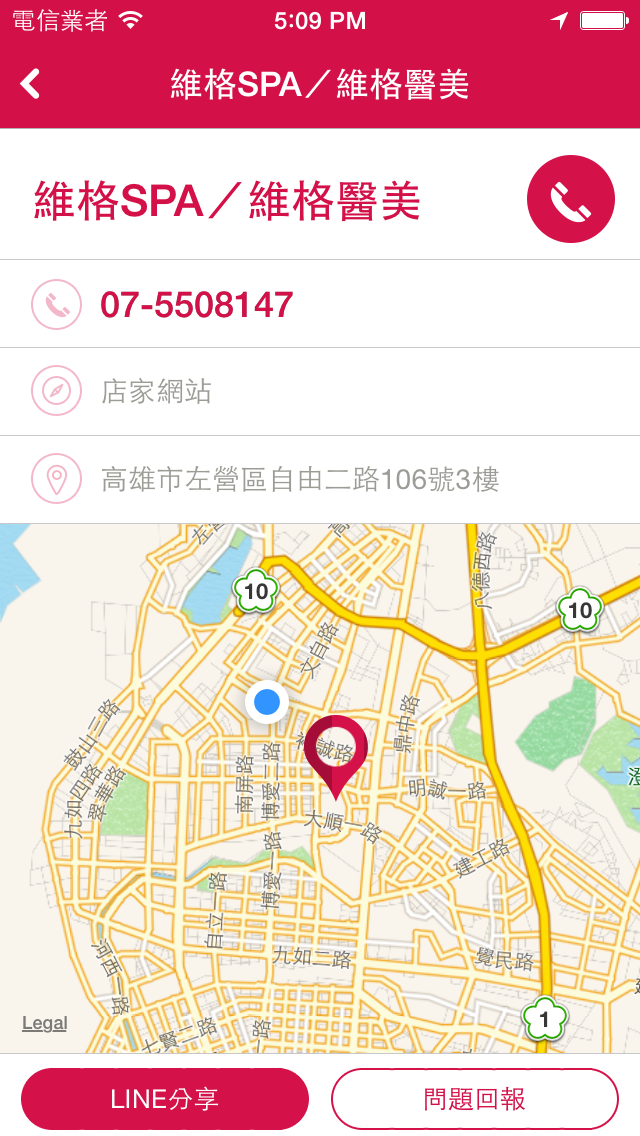 電信業者
5:09 PM
維格SPA／維格醫美
維格SPA／維格醫美
07-5508147
店家網站
高雄市左營區自由二路106號3樓
八德西路
10
10
文自路
鼓山三路
鼎中路
誠路
南屏路
博愛二路
九如四路
翠華路
明誠一路
大順一路
建工路
博愛一路
自立一路
九如二路
覺民路
河西一路
1
Legal
七賢二路
LINE分享
問題回報